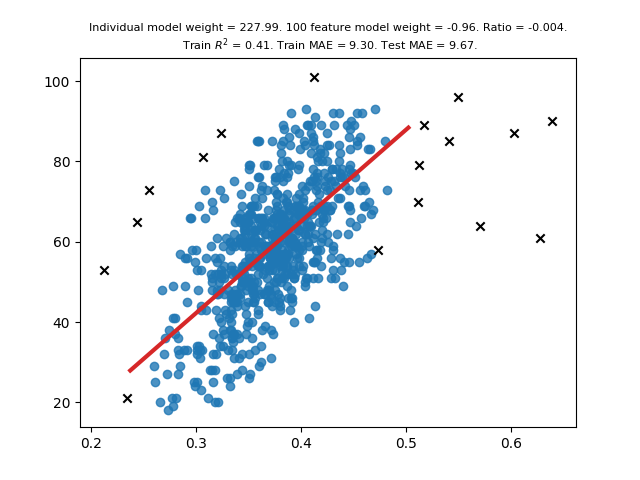 Individual model weight = 227.99. 100 feature model weight = -0.96. Ratio = -0.004.
Train R² = 0.41. Train MAE = 9.30. Test MAE = 9.67.
100
80
60
40
20
0.2 0.3 0.4 0.5 0.6